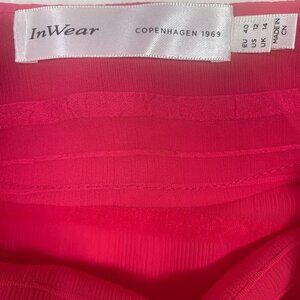 InWear
COPENHAGEN 1969
EU 40
US 12
UK 14
MADE IN
CN